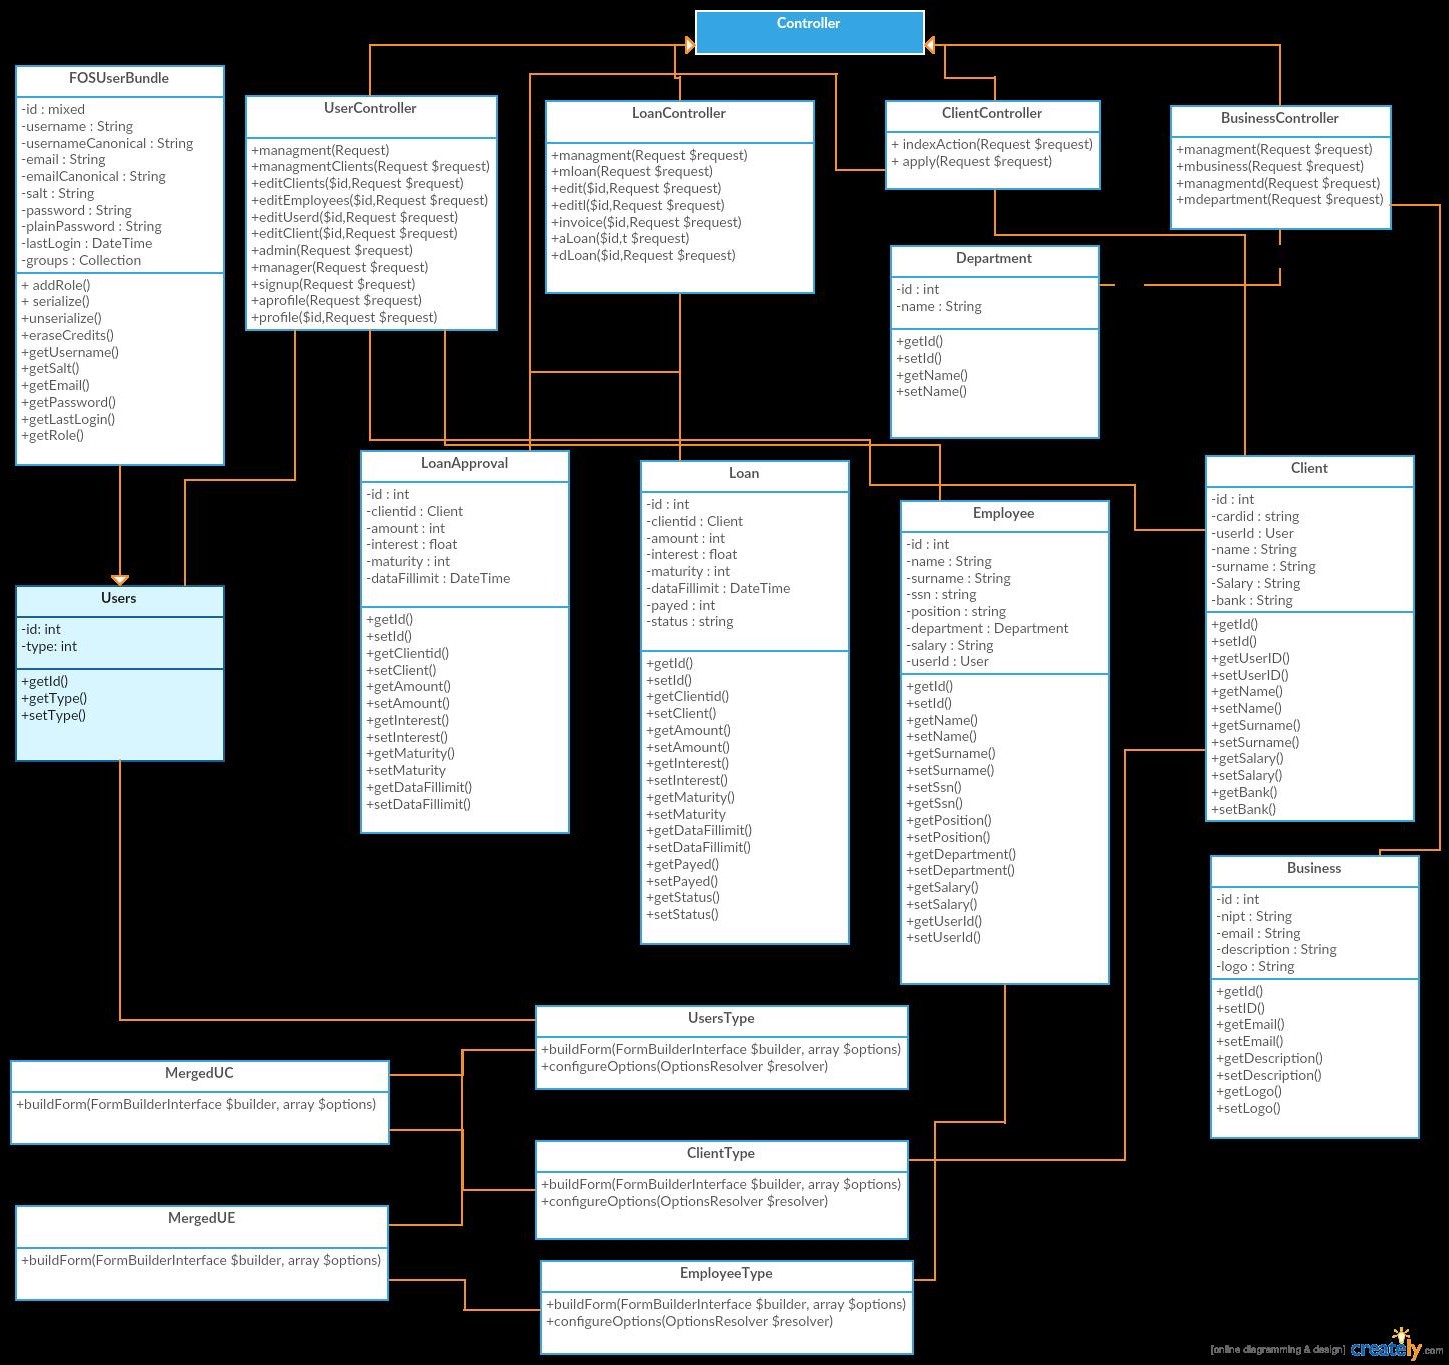 Controller
FOSUserBundle
-id : mixed
-username : String
-usernameCanonical : String
-email : String
-emailCanonical : String
-salt : String
-password : String
-plainPassword : String
-lastLogin : DateTime
-groups : Collection
+ addRole()
+ serialize()
+unserialize()
+eraseCredits()
+getUsername()
+getSalt()
+getEmail()
+getPassword()
+getLastLogin()
+getRole()
UserController
+managment(Request)
+managmentClients(Request $request)
+editClients($id,Request $request)
+editEmployees($id,Request $request)
+editUserd($id,Request $request)
+editClient($id,Request $request)
+admin(Request $request)
+manager(Request $request)
+signup(Request $request)
+aprofile(Request $request)
+profile($id,Request $request)
LoanController
+managment(Request $request)
+mloan(Request $request)
+edit($id,Request $request)
+editl($id,Request $request)
+invoice($id,Request $request)
+aLoan($id,t $request)
+dLoan($id,Request $request)
ClientController
+ indexAction(Request $request)
+ apply(Request $request)
BusinessController
+managment(Request $request)
+mbusiness(Request $request)
+managmentd(Request $request)
+mdepartment(Request $request)
Department
-id : int
-name : String
+getId()
+setId()
+getName()
+setName()
LoanApproval
-id : int
-clientid : Client
-amount : int
-interest : float
-maturity : int
-dataFillimit : DateTime
+getId()
+setId()
+getClientid()
+setClient()
+getAmount()
+setAmount()
+getInterest()
+setInterest()
+getMaturity()
+setMaturity
+getDataFillimit()
+setDataFillimit()
Loan
-id : int
-clientid : Client
-amount : int
-interest : float
-maturity : int
-dataFillimit : DateTime
-payed : int
-status : string
+getId()
+setId()
+getClientid()
+setClient()
+getAmount()
+setAmount()
+getInterest()
+setInterest()
+getMaturity()
+setMaturity
+getDataFillimit()
+setDataFillimit()
+getPayed()
+setPayed()
+getStatus()
+setStatus()
Employee
-id : int
-name : String
-surname : String
-ssn : string
-position : string
-department : Department
-salary : String
-userId : User
+getId()
+setId()
+getName()
+setName()
+getSurname()
+setSurname()
+setSsn()
+getSsn()
+getPosition()
+setPosition()
+getDepartment()
+setDepartment()
+getSalary()
+setSalary()
+getUserId()
+setUserId()
Client
-id : int
-cardid : string
-userId : User
-name : String
-surname : String
-Salary : String
-bank : String
+getId()
+setId()
+getUserID()
+setUserID()
+getName()
+setName()
+getSurname()
+setSurname()
+getSalary()
+setSalary()
+getBank()
+setBank()
Users
-id: int
-type: int
+getId()
+getType()
+setType()
Business
-id : int
-nipt : String
-email : String
-description : String
-logo : String
+getId()
+setID()
+getEmail()
+setEmail()
+getDescription()
+setDescription()
+getLogo()
+setLogo()
UsersType
+buildForm(FormBuilderInterface $builder, array $options)
+configureOptions(OptionsResolver $resolver)
MergedUC
+buildForm(FormBuilderInterface $builder, array $options)
ClientType
+buildForm(FormBuilderInterface $builder, array $options)
+configureOptions(OptionsResolver $resolver)
MergedUE
+buildForm(FormBuilderInterface $builder, array $options)
EmployeeType
+buildForm(FormBuilderInterface $builder, array $options)
+configureOptions(OptionsResolver $resolver)
[online diagramming & design] creately.com